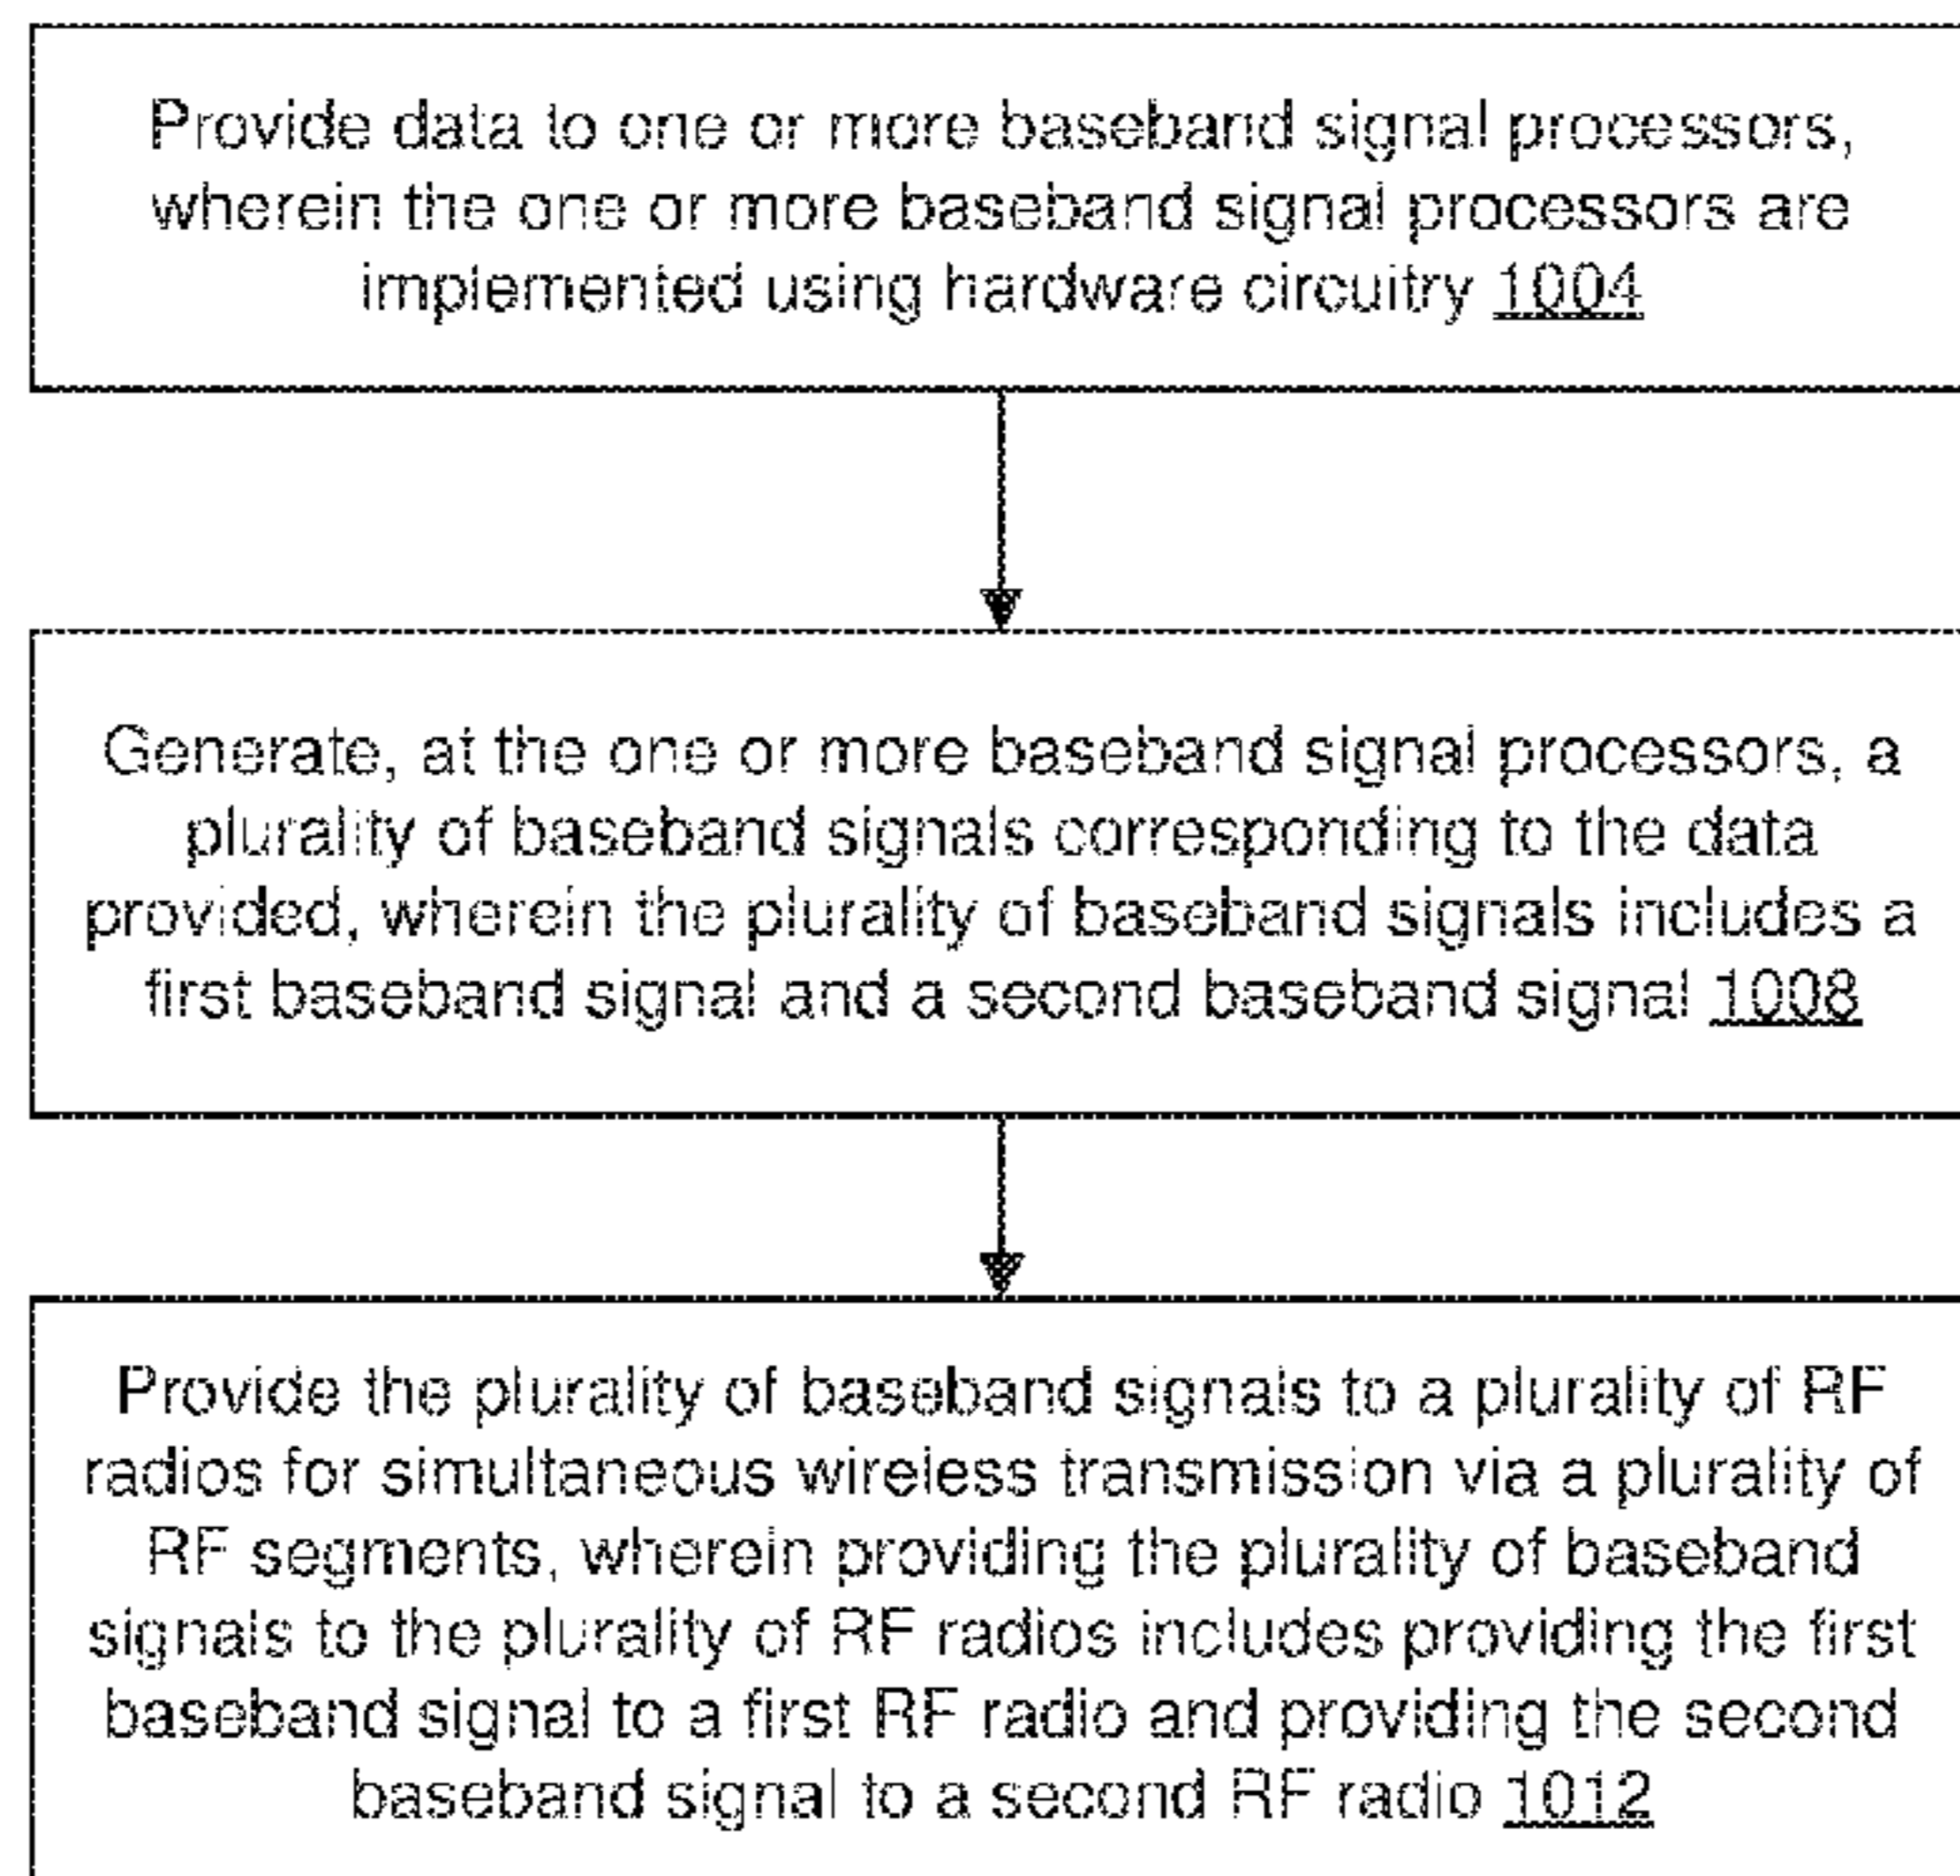 Provide data to one or more baseband signal processors,
wherein the one or more baseband signal processors are
implemented using hardware circuitry 1004
Generate, at the one or more baseband signal processors, a
plurality of baseband signals corresponding to the data
provided, wherein the plurality of baseband signals includes a
first baseband signal and a second baseband signal 1008
Provide the plurality of baseband signals to a plurality of RF
radios for simultaneous wireless transmission via a plurality of
RF segments, wherein providing the plurality of baseband
signals to the plurality of RF radios includes providing the first
baseband signal to a first RF radio and providing the second
baseband signal to a second RF radio 1012